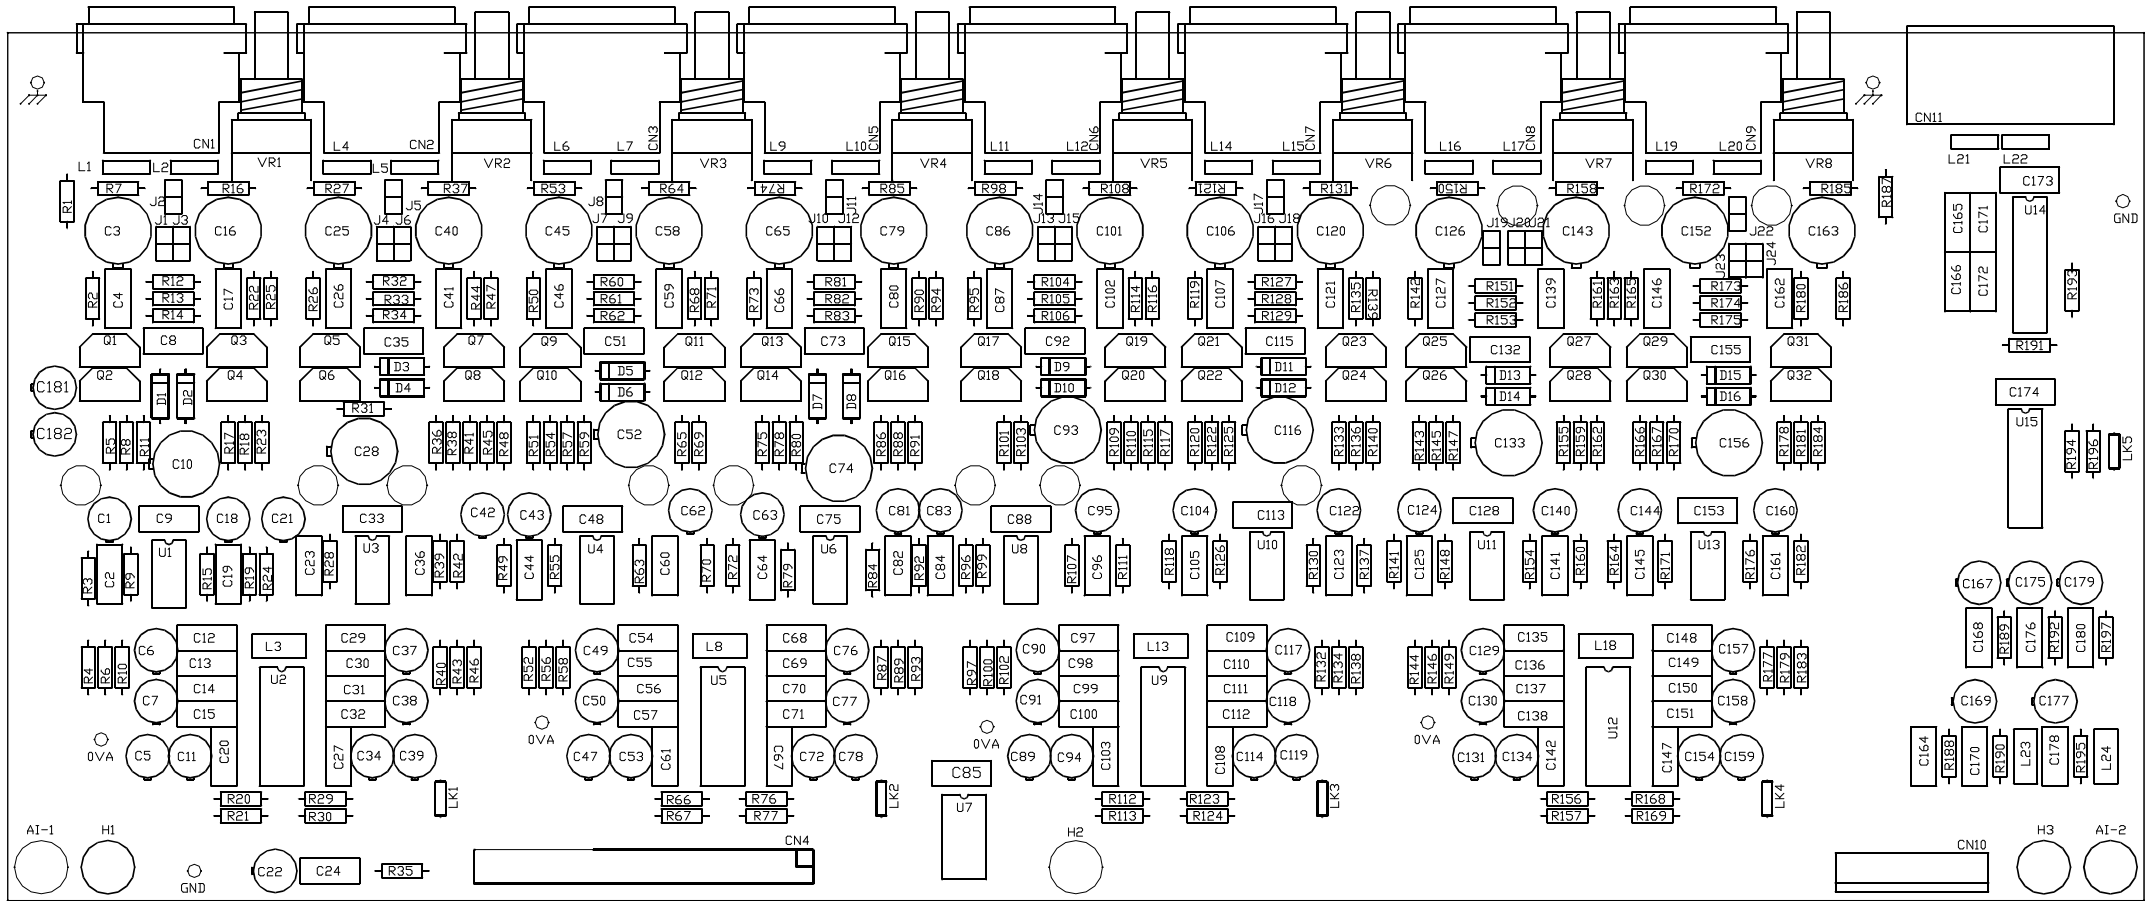 CN1 CN2 CN3 CN5 CN6 CN7 CN8 CN9 CN11
L1 L2 VR1 L4 L5 VR2 L6 L7 VR3 L9 L10 VR4 L11 L12 VR5 L14 L15 VR6 L16 L17 VR7 L19 L20 VR8 L21 L22
R1 R7 J2 R16 R27 J5 R37 R53 J8 R64 R74 J11 R85 R98 J14 R108 R121 J17 R131 R150 R158 R172 R185 R187 C173
C3 J1 J3 C16 C25 J4 J6 C40 C45 J7 J9 C58 C65 J10 J12 C79 C86 J13 J15 C101 C106 J16 J18 C120 C126 J19 J20 J21 C143 C152 J22 J23 J24 C163 C165 C171 U14 GND
R2 C4 R12 C17 R22 R25 R26 C26 R32 C41 R44 R47 R50 C46 R60 C59 R68 R71 R73 C66 R81 C80 R90 R94 R95 C87 R104 C102 R114 R116 R119 C107 R127 C121 R135 R139 R142 C127 R151 C139 R161 R163 R165 C146 R173 C162 R180 R186 C166 C172 R193
R13 R33 R61 R82 R105 R128 R152 R174
R14 R34 R62 R83 R106 R129 R153 R175
Q1 C8 Q3 Q5 C35 Q7 Q9 C51 Q11 Q13 C73 Q15 Q17 C92 Q19 Q21 C115 Q25 C132 Q27 Q29 C155 Q31 R191
Q2 Q4 Q6 D3 Q8 Q10 D5 Q12 Q14 Q16 Q18 D9 Q20 Q22 D11 Q24 Q26 D13 Q28 Q30 D15 Q32
C181 D1 D2 D4 D6 D7 D8 D10 D12 D14 D16 C174
R31
C182 R5 R8 R11 C10 R17 R18 R23 C28 R36 R38 R41 R45 R48 R51 R54 R57 R59 C52 R65 R69 R75 R78 R80 C74 R86 R88 R91 R101 R103 C93 R109 R110 R115 R117 R120 R122 R125 C116 R133 R136 R140 R143 R145 R147 C133 R155 R159 R162 R166 R167 R170 C156 R178 R181 R184 U15 R194 R196 LK5
C1 C9 C18 C21 C33 C42 C43 C48 C62 C63 C75 C81 C83 C88 C95 C104 C113 C122 C124 C128 C140 C144 C153 C160
R3 C2 R9 U1 R15 C19 R19 R24 C23 R28 U3 C36 R39 R42 R49 C44 R55 U4 R63 C60 R70 R72 C64 R79 U6 R84 C82 R92 C84 R96 R99 U8 R107 C96 R111 R118 C105 R126 U10 R130 C123 R137 R141 C125 R148 U11 R154 C141 R160 R164 C145 R171 U13 R176 C161 R182 C167 C175 C179
R4 R6 R10 C6 C12 L3 C29 C37 R40 R43 R46 R52 R56 R58 C49 C54 L8 C68 C76 R87 R89 R93 R97 R100 R102 C90 C97 L13 C109 C117 R132 R134 R138 R144 R146 R149 C129 C135 L18 C148 C157 R177 R179 R183 C168 R189 C176 R192 C180 R197
C13 C30 C55 C69 C98 C110 C136 C149
C7 C14 U2 C31 C38 C50 C56 U5 C70 C77 C91 C99 U9 C111 C118 C130 C137 C150 C158 C169 C177
C15 C32 C57 C71 C100 C112 C138 U12 C151
0VA 0VA 0VA 0VA
C5 C11 C20 C27 C34 C39 C47 C53 C61 C67 C72 C78 C89 C94 C103 C108 C114 C119 C131 C134 C142 C147 C154 C159 C164 R188 C170 R190 L23 C178 R195 L24
C85
R20 R29 LK1 R66 R76 LK2 U7 R112 R123 LK3 R156 R168 LK4
R21 R30 R67 R77 R113 R124 R157 R169
AI-1 H1 CN4 H2 CN10 H3 AI-2
C22 C24 R35
GND